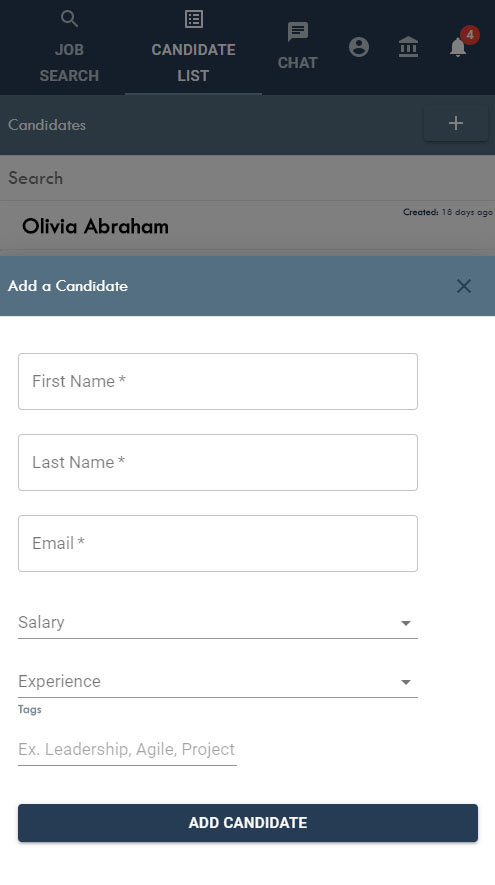 JOB
SEARCH
CANDIDATE
LIST
CHAT
4
Candidates
Search
Olivia Abraham
Created: 18 days ago
Add a Candidate
First Name *
Last Name *
Email *
Salary
Experience
Tags
Ex. Leadership, Agile, Project
ADD CANDIDATE